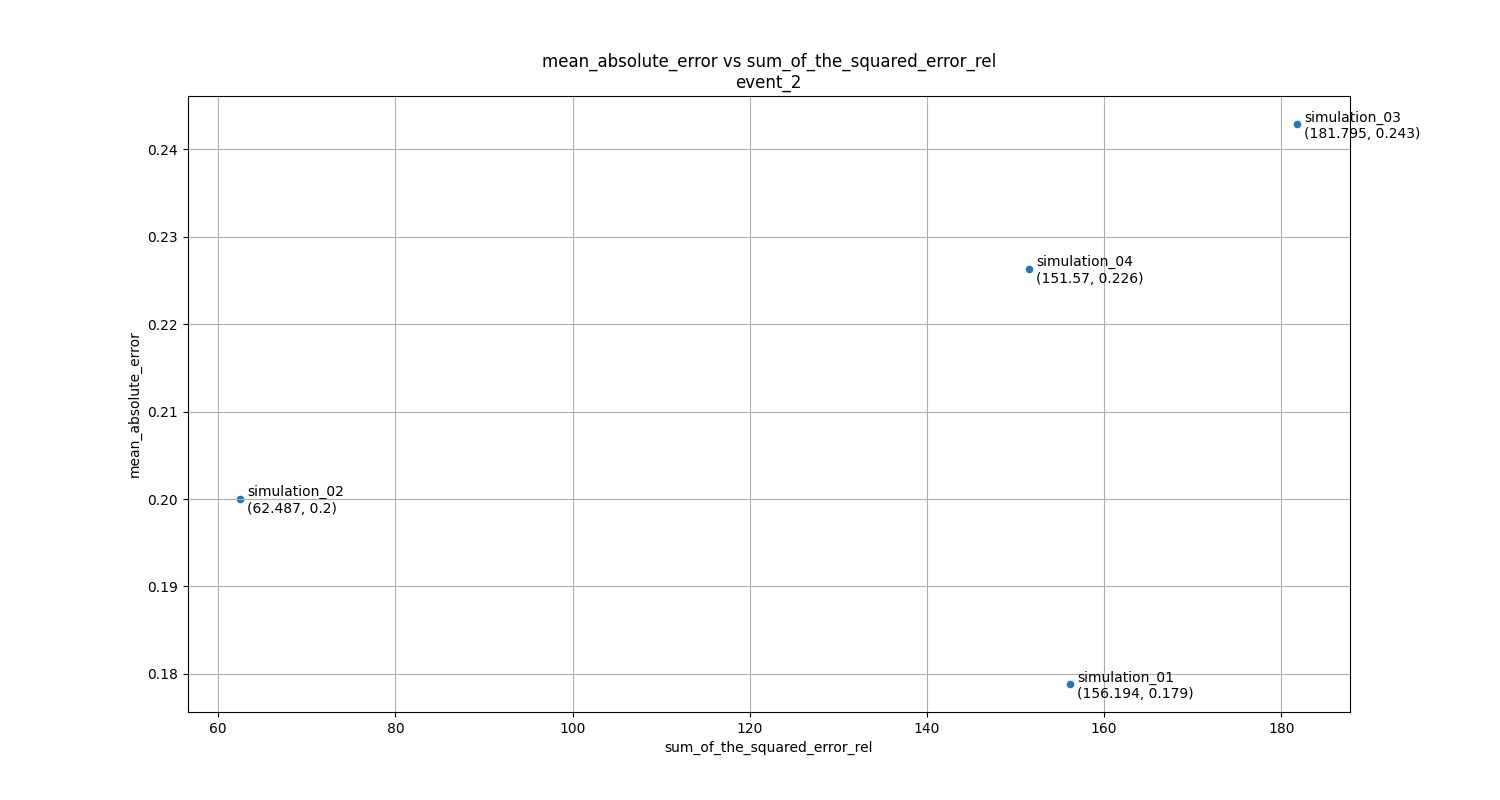 mean_absolute_error vs sum_of_the_squared_error_rel
event_2
simulation_03
(181.795, 0.243)
0.24
0.23
simulation_04
(151.57, 0.226)
0.22
mean_absolute_error
0.21
0.20
simulation_02
(62.487, 0.2)
0.19
0.18
simulation_01
(156.194, 0.179)
60
80
100
120
140
160
180
sum_of_the_squared_error_rel